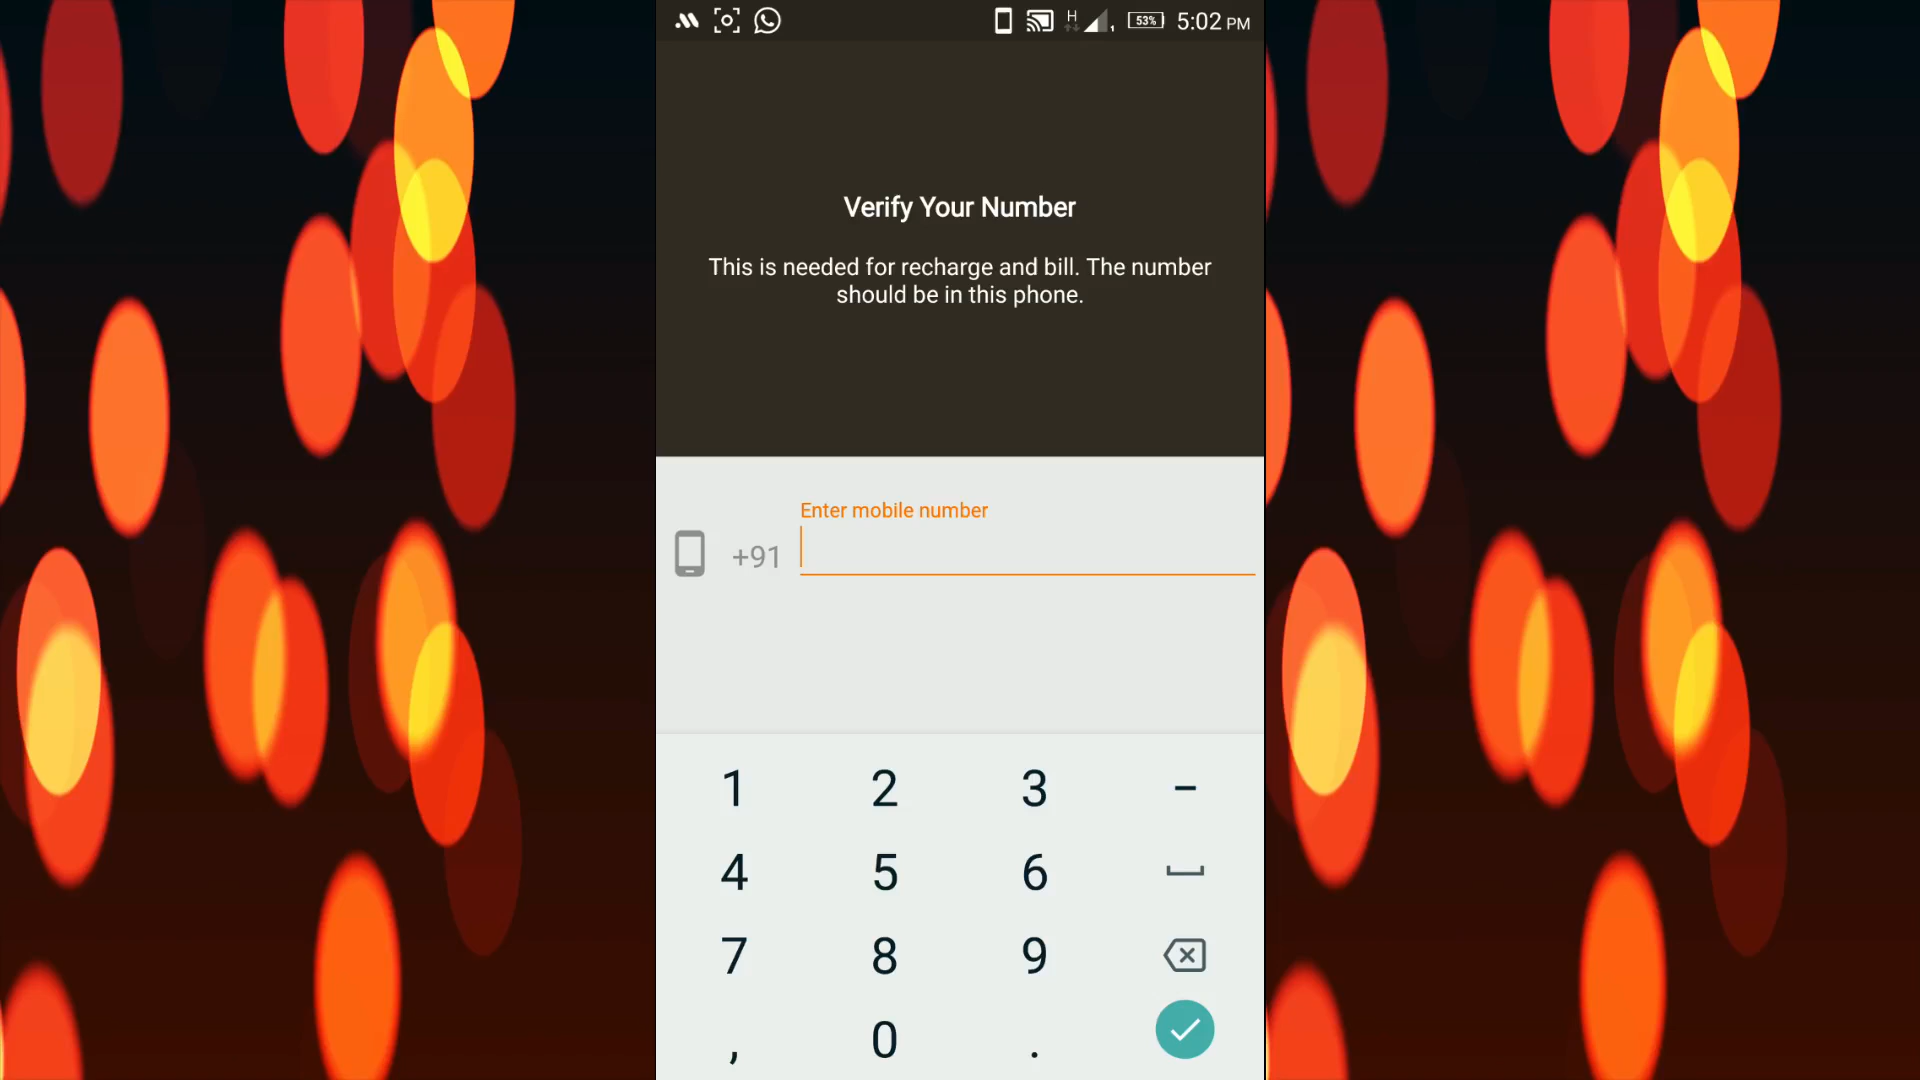 H 1 53% 5:02 PM
Verify Your Number
This is needed for recharge and bill. The number
should be in this phone.
Enter mobile number
+91
1 2 3 -
4 5 6
7 8 9
, 0 .